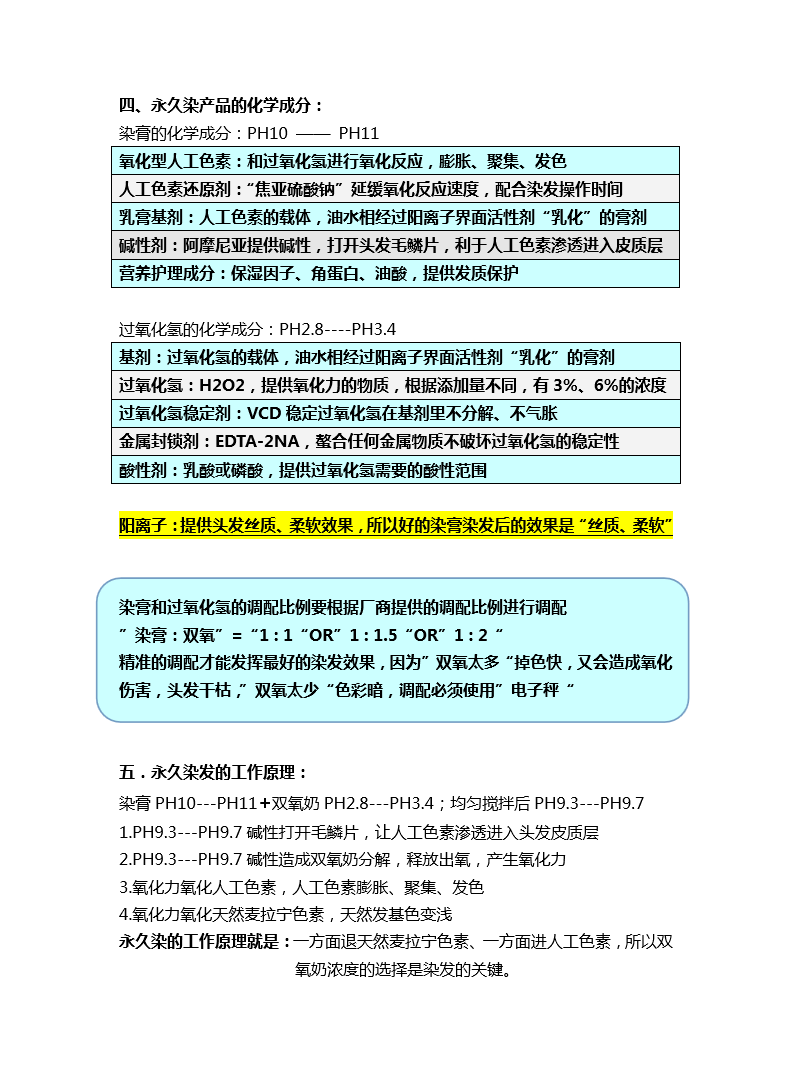 四、永久染产品的化学成分：
染膏的化学成分：PH10 —— PH11
氧化型人工色素：和过氧化氢进行氧化反应，膨胀、聚集、发色
人工色素还原剂：“焦亚硫酸钠”延缓氧化反应速度，配合染发操作时间
乳膏基剂：人工色素的载体，油水相经过阳离子界面活性剂“乳化”的膏剂
碱性剂：阿摩尼亚提供碱性，打开头发毛鳞片，利于人工色素渗透进入皮质层
营养护理成分：保湿因子、角蛋白、油酸，提供发质保护
过氧化氢的化学成分：PH2.8----PH3.4
基剂：过氧化氢的载体，油水相经过阳离子界面活性剂“乳化”的膏剂
过氧化氢：H2O2，提供氧化力的物质，根据添加量不同，有 3%、6%的浓度
过氧化氢稳定剂：VCD 稳定过氧化氢在基剂里不分解、不气胀
金属封锁剂：EDTA-2NA，螯合任何金属物质不破坏过氧化氢的稳定性
酸性剂：乳酸或磷酸，提供过氧化氢需要的酸性范围
阳离子：提供头发丝质、柔软效果，所以好的染膏染发后的效果是“丝质、柔软”
染膏和过氧化氢的调配比例要根据厂商提供的调配比例进行调配
”染膏：双氧”=“1：1“OR”1：1.5“OR”1：2“
精准的调配才能发挥最好的染发效果，因为”双氧太多“掉色快，又会造成氧化
伤害，头发干枯，”双氧太少“色彩暗，调配必须使用”电子秤“
五．永久染发的工作原理：
染膏 PH10---PH11+双氧奶 PH2.8---PH3.4；均匀搅拌后 PH9.3---PH9.7
1.PH9.3---PH9.7 碱性打开毛鳞片，让人工色素渗透进入头发皮质层
2.PH9.3---PH9.7 碱性造成双氧奶分解，释放出氧，产生氧化力
3.氧化力氧化人工色素，人工色素膨胀、聚集、发色
4.氧化力氧化天然麦拉宁色素，天然发基色变浅
永久染的工作原理就是：一方面退天然麦拉宁色素、一方面进人工色素，所以双
氧奶浓度的选择是染发的关键。